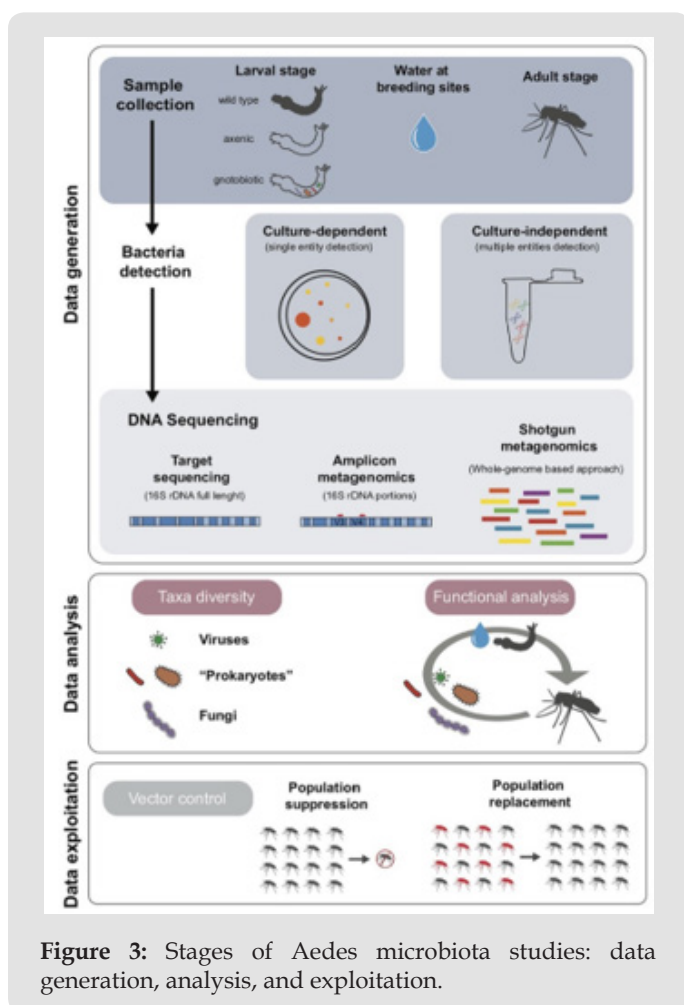 Data generation
Sample
collection
Larval stage
wild type
axenic
gnotobiotic
Water at
breeding sites
Adult stage
Bacteria
detection
Culture-dependent
(single entity detection)
Culture-independent
(multiple entities detection)
DNA Sequencing
Target
sequencing
(16S rDNA full lenght)
Amplicon
metagenomics
(16S rDNA portions)
Shotgun
metagenomics
(Whole-genome based approach)
Data analysis
Taxa diversity
Viruses
"Prokaryotes"
Fungi
Functional analysis
Data exploitation
Vector control
Population
suppression
Population
replacement
Figure 3: Stages of Aedes microbiota studies: data
generation, analysis, and exploitation.